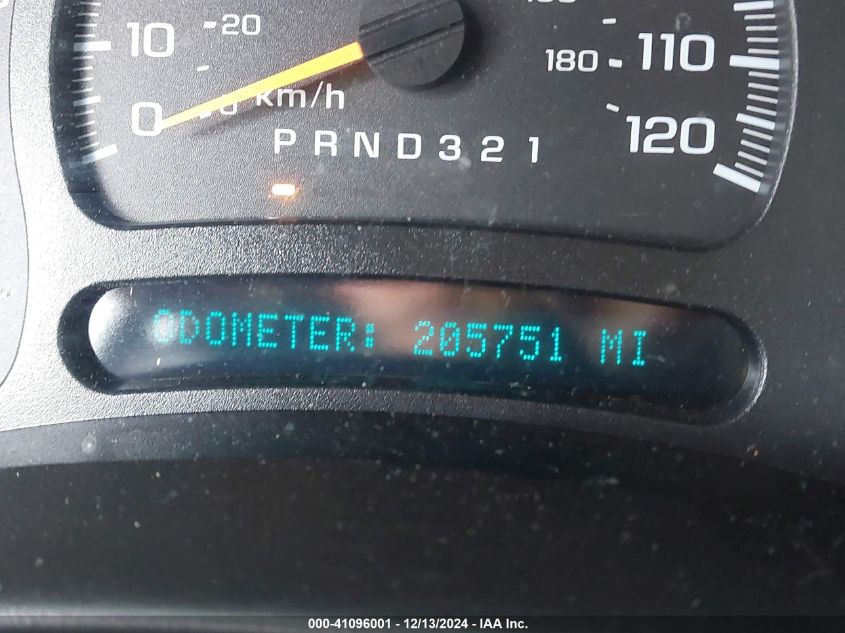 10 20 180 110
0 0 km/h 120
P R N D 3 2 1
ODOMETER: 205751 MI
000-41096001 - 12/13/2024 - IAA Inc.